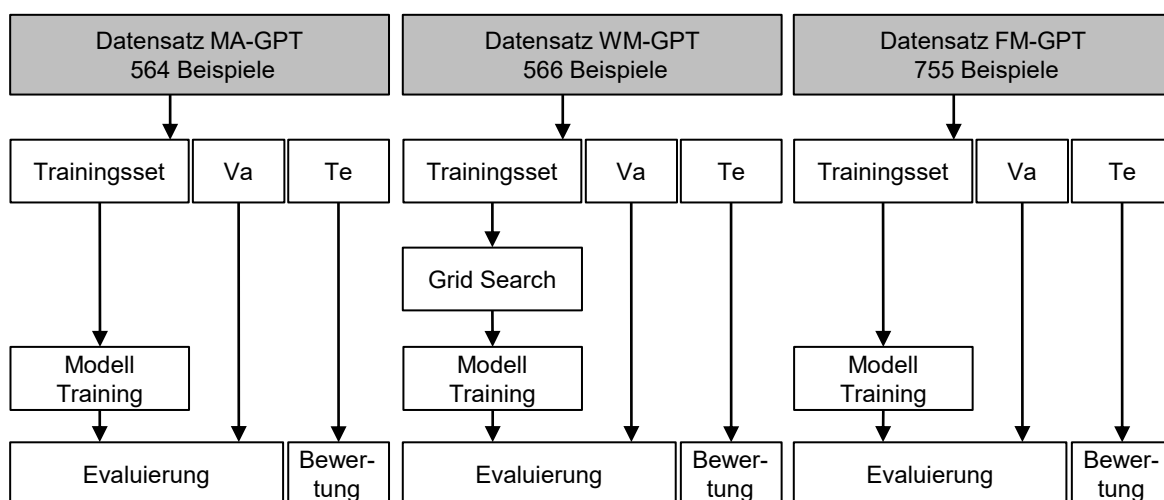 Datensatz MA-GPT
564 Beispiele
Datensatz WM-GPT
566 Beispiele
Datensatz FM-GPT
755 Beispiele
Trainingsset
Va
Te
Trainingsset
Va
Te
Trainingsset
Va
Te
Grid Search
Modell
Training
Modell
Training
Modell
Training
Evaluierung
Bewer-
tung
Evaluierung
Bewer-
tung
Evaluierung
Bewer-
tung